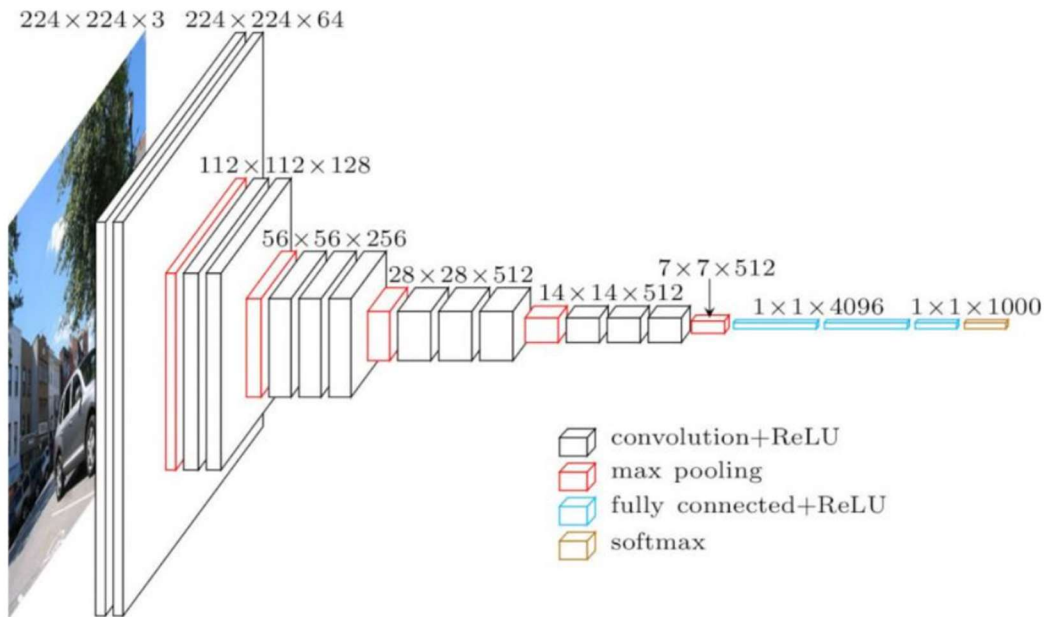 224×224×3
224×224×64
112×112×128
56×56×256
28×28×512
14×14×512
7×7×512
1×1×4096
1×1×1000
convolution+ReLU
max pooling
fully connected+ReLU
softmax